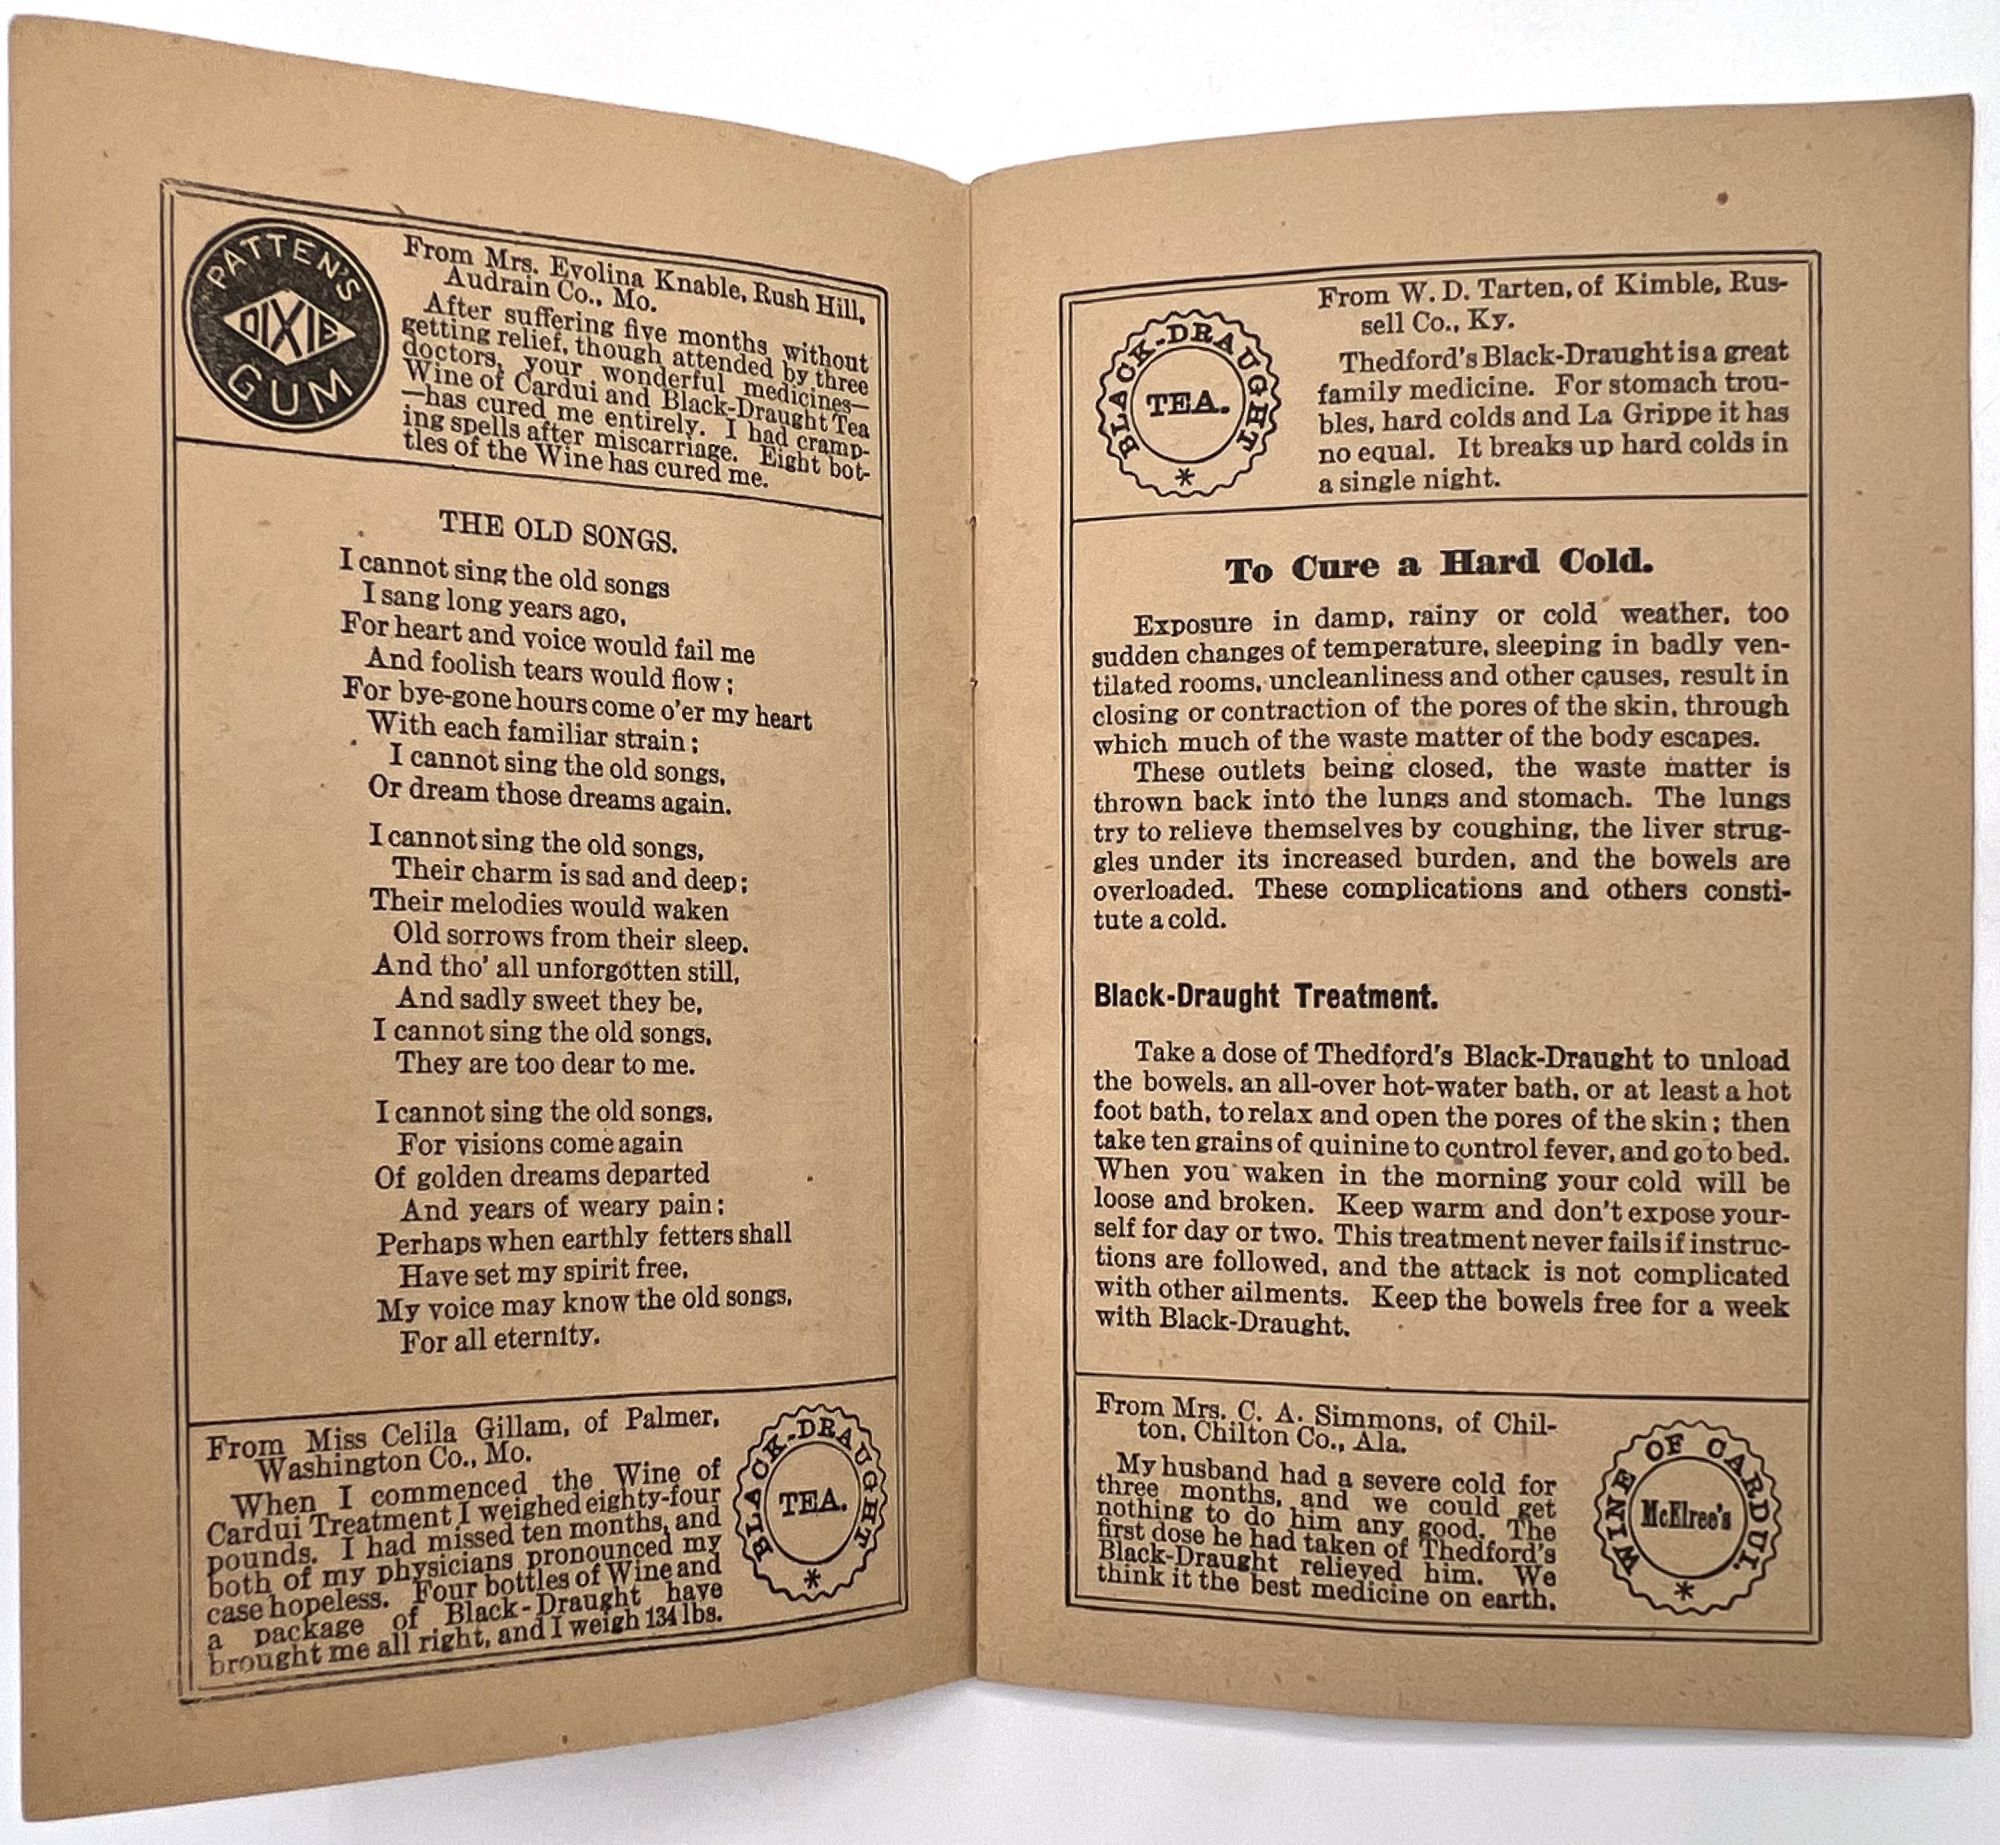 PATTEN'S
DIXIE
GUM
From Mrs. Evolina Knable, Rush Hill,
Audrain Co., Mo.
After suffering five months without
getting relief, though attended by three
doctors, your wonderful medicines—
Wine of Cardui and Black-Draught Tea
—has cured me entirely. I had cramp-
ing spells after miscarriage. Eight bot-
tles of the Wine has cured me.
THE OLD SONGS.
I cannot sing the old songs
I sang long years ago,
For heart and voice would fail me
And foolish tears would flow;
For bye-gone hours come o'er my heart
With each familiar strain;
I cannot sing the old songs,
Or dream those dreams again.
I cannot sing the old songs,
Their charm is sad and deep;
Their melodies would waken
Old sorrows from their sleep.
And tho' all unforgotten still,
And sadly sweet they be,
I cannot sing the old songs,
They are too dear to me.
I cannot sing the old songs,
For visions come again
Of golden dreams departed
And years of weary pain;
Perhaps when earthly fetters shall
Have set my spirit free,
My voice may know the old songs,
For all eternity.
From Miss Celila Gillam, of Palmer,
Washington Co., Mo.
When I commenced the Wine of
Cardui Treatment I weighed eighty-four
pounds. I had missed ten months, and
both of my physicians pronounced my
case hopeless. Four bottles of Wine and
a package of Black-Draught have
brought me all right, and I weigh 134 lbs.
BLACK-DRAUGHT
TEA.
*
BLACK-DRAUGHT
TEA.
*
From W. D. Tarten, of Kimble, Rus-
sell Co., Ky.
Thedford's Black-Draught is a great
family medicine. For stomach trou-
bles, hard colds and La Grippe it has
no equal. It breaks up hard colds in
a single night.
To Cure a Hard Cold.
Exposure in damp, rainy or cold weather, too
sudden changes of temperature, sleeping in badly ven-
tilated rooms, uncleanliness and other causes, result in
closing or contraction of the pores of the skin, through
which much of the waste matter of the body escapes.
These outlets being closed, the waste matter is
thrown back into the lungs and stomach. The lungs
try to relieve themselves by coughing, the liver strug-
gles under its increased burden, and the bowels are
overloaded. These complications and others consti-
tute a cold.
Black-Draught Treatment.
Take a dose of Thedford's Black-Draught to unload
the bowels, an all-over hot-water bath, or at least a hot
foot bath, to relax and open the pores of the skin; then
take ten grains of quinine to control fever, and go to bed.
When you waken in the morning your cold will be
loose and broken. Keep warm and don't expose your-
self for day or two. This treatment never fails if instruc-
tions are followed, and the attack is not complicated
with other ailments. Keep the bowels free for a week
with Black-Draught.
From Mrs. C. A. Simmons, of Chil-
ton, Chilton Co., Ala.
My husband had a severe cold for
three months, and we could get
nothing to do him any good. The
first dose he had taken of Thedford's
Black-Draught relieved him. We
think it the best medicine on earth.
WINE OF CARDUI
McElree's
*